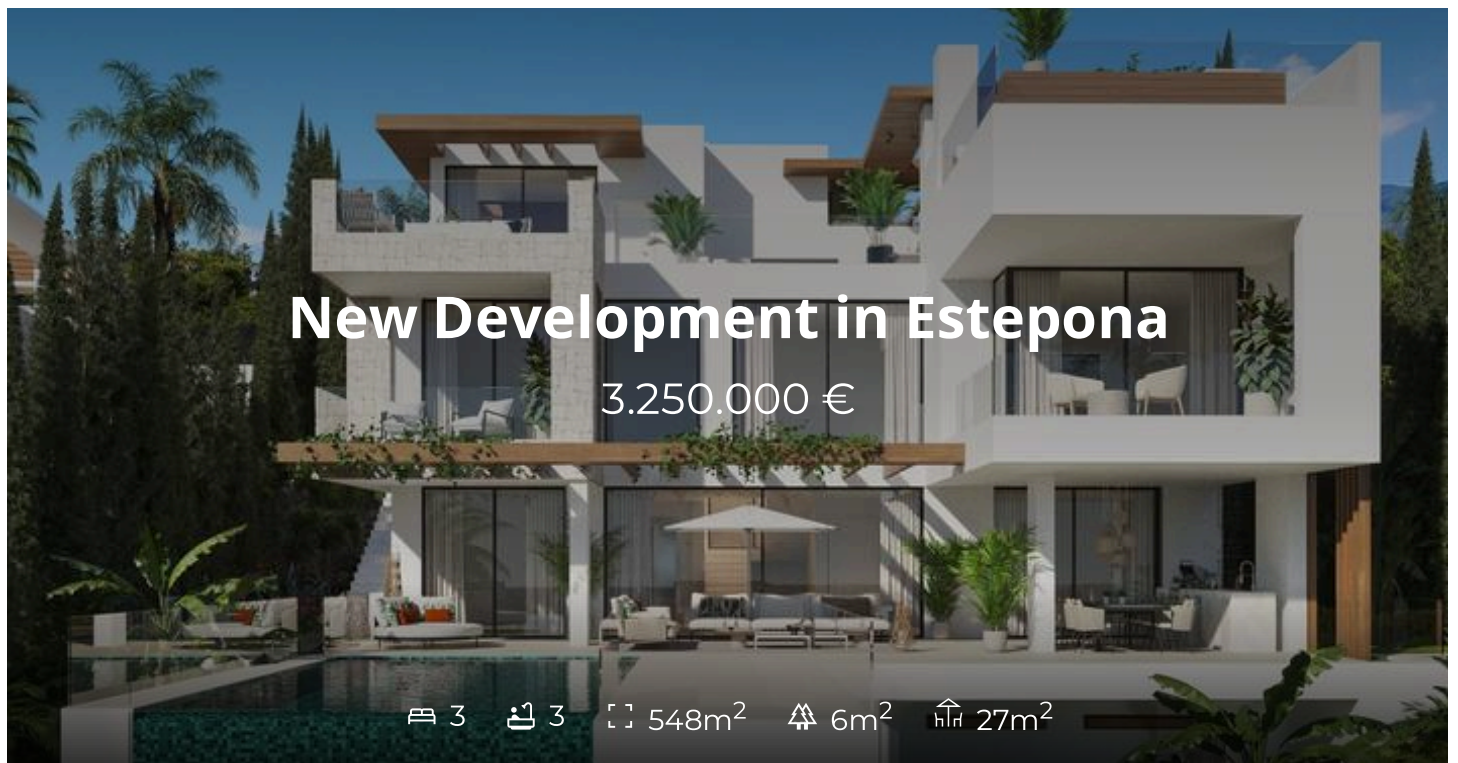 New Development in Estepona
3.250.000 €
3 3 548m² 6m² 27m²